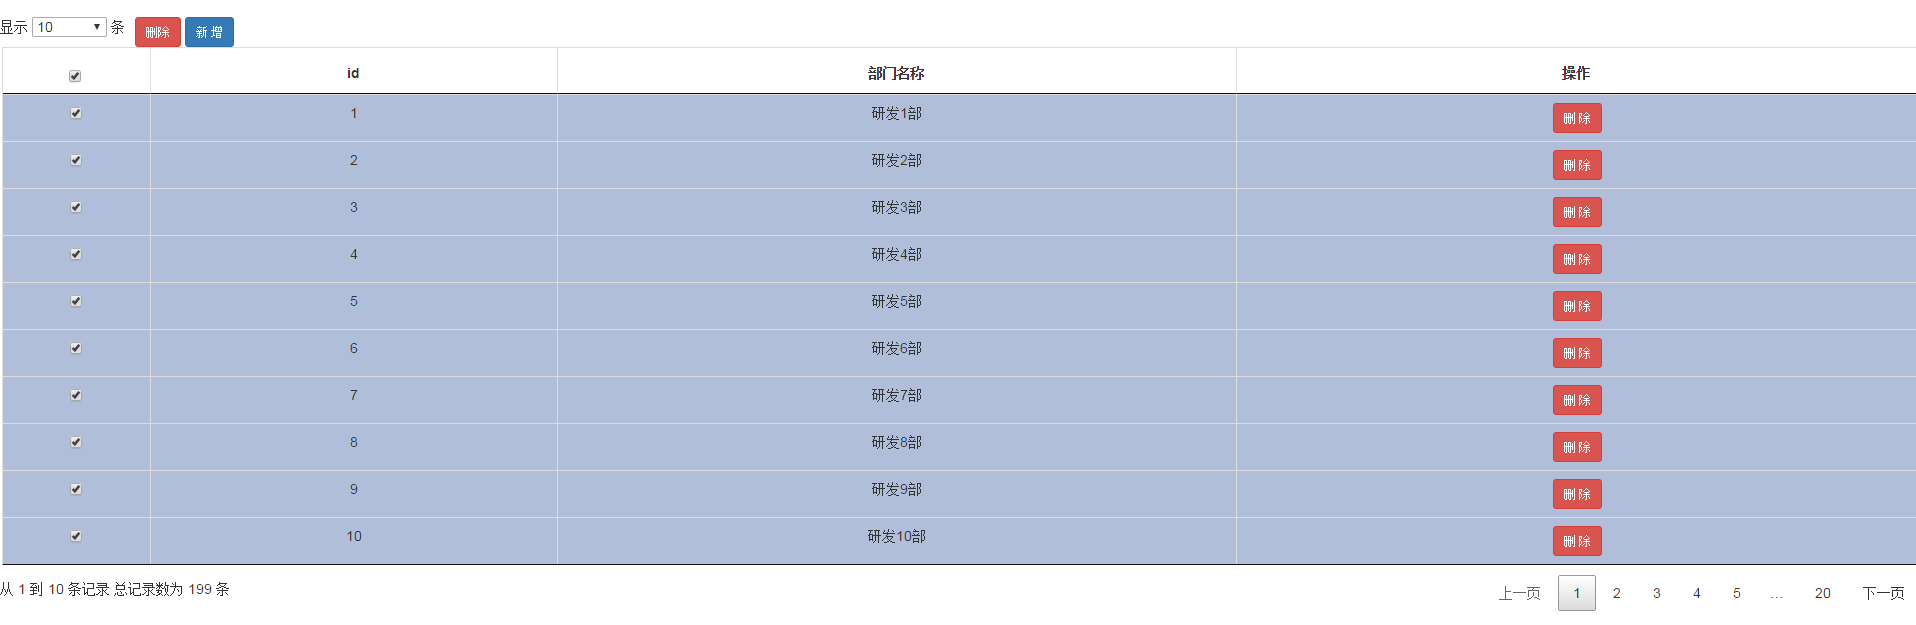 显示 10 条 删除 新 增
id 部门名称 操作
1 研发1部 删 除
2 研发2部 删 除
3 研发3部 删 除
4 研发4部 删 除
5 研发5部 删 除
6 研发6部 删 除
7 研发7部 删 除
8 研发8部 删 除
9 研发9部 删 除
10 研发10部 删 除
从 1 到 10 条记录 总记录数为 199 条 上一页 1 2 3 4 5 … 20 下一页